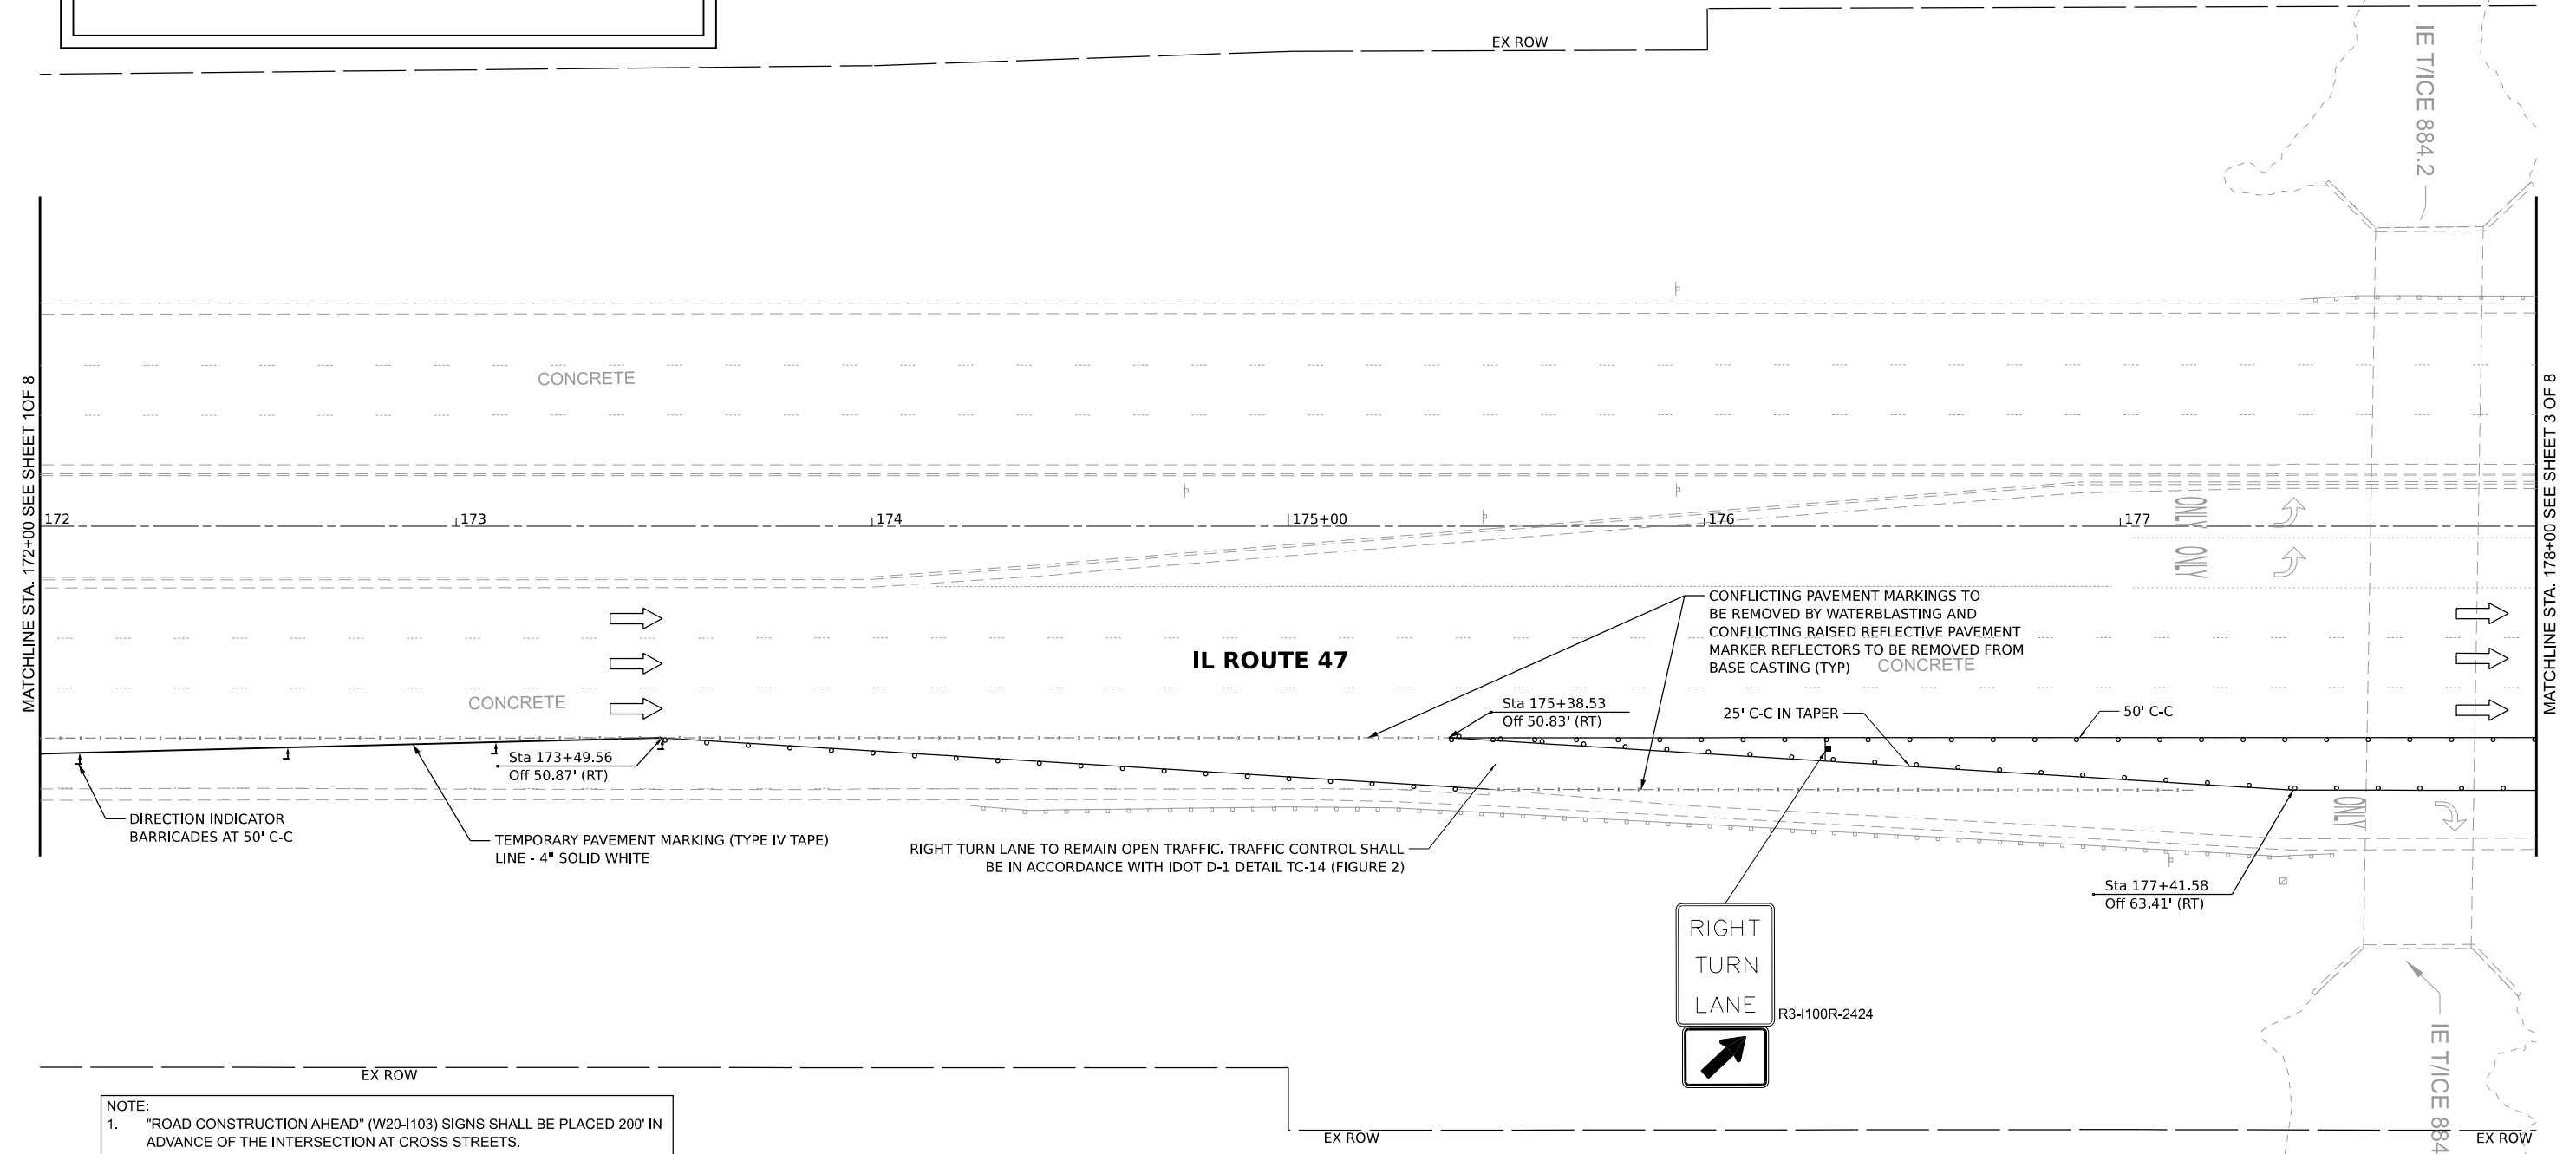 EX ROW
IE T/ICE 884.2
MATCHLINE STA. 172+00 SEE SHEET 1OF 8
MATCHLINE STA. 178+00 SEE SHEET 3 OF 8
CONCRETE
172
173
174
175+00
176
177
ONLY
ONLY
CONFLICTING PAVEMENT MARKINGS TO
BE REMOVED BY WATERBLASTING AND
CONFLICTING RAISED REFLECTIVE PAVEMENT
MARKER REFLECTORS TO BE REMOVED FROM
BASE CASTING (TYP)
CONCRETE
IL ROUTE 47
CONCRETE
Sta 175+38.53
Off 50.83' (RT)
25' C-C IN TAPER
50' C-C
Sta 173+49.56
Off 50.87' (RT)
DIRECTION INDICATOR
BARRICADES AT 50' C-C
TEMPORARY PAVEMENT MARKING (TYPE IV TAPE)
LINE - 4" SOLID WHITE
RIGHT TURN LANE TO REMAIN OPEN TRAFFIC. TRAFFIC CONTROL SHALL
BE IN ACCORDANCE WITH IDOT D-1 DETAIL TC-14 (FIGURE 2)
ONLY
Sta 177+41.58
Off 63.41' (RT)
RIGHT
TURN
LANE
R3-I100R-2424
IE T/ICE 884
EX ROW
NOTE:
1. "ROAD CONSTRUCTION AHEAD" (W20-I103) SIGNS SHALL BE PLACED 200' IN
ADVANCE OF THE INTERSECTION AT CROSS STREETS.
EX ROW
EX ROW